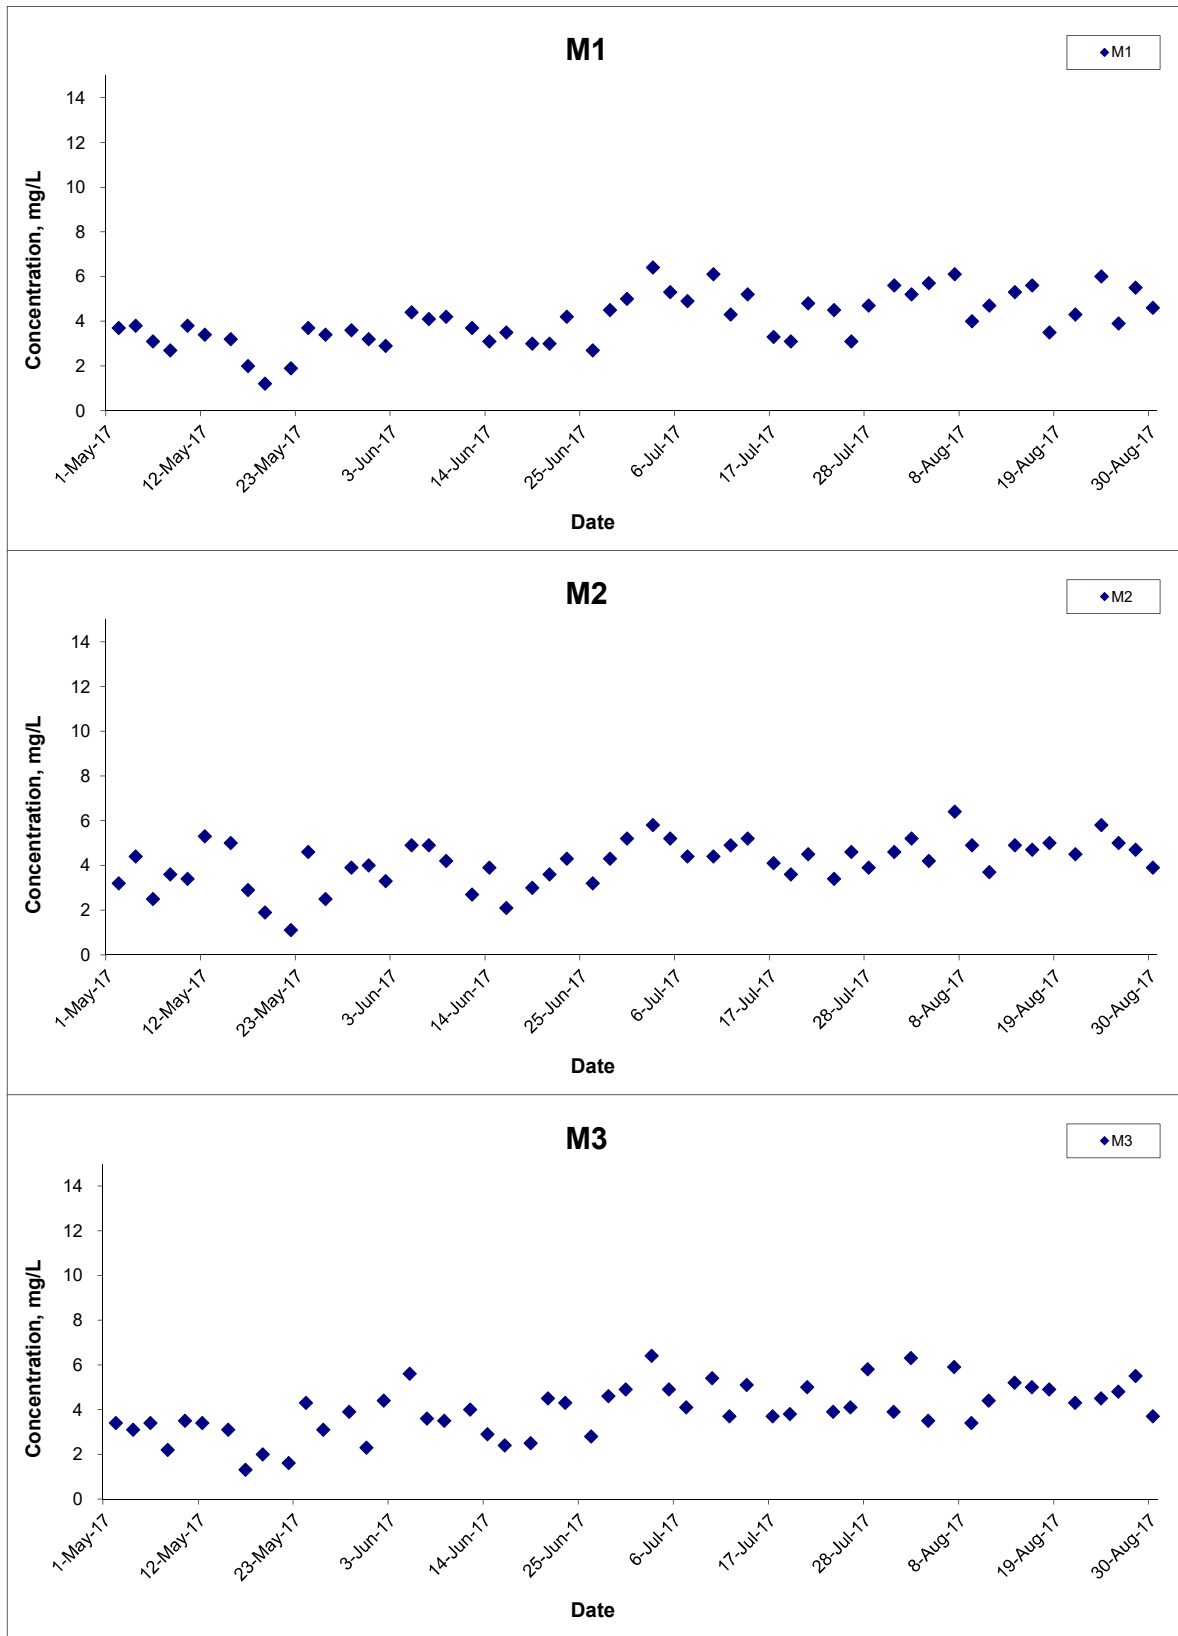 M1
M1
14
12
10
8
6
4
2
0
Concentration, mg/L
1-May-17 12-May-17 23-May-17 3-Jun-17 14-Jun-17 25-Jun-17 6-Jul-17 17-Jul-17 28-Jul-17 8-Aug-17 19-Aug-17 30-Aug-17
Date
M2
M2
14
12
10
8
6
4
2
0
Concentration, mg/L
1-May-17 12-May-17 23-May-17 3-Jun-17 14-Jun-17 25-Jun-17 6-Jul-17 17-Jul-17 28-Jul-17 8-Aug-17 19-Aug-17 30-Aug-17
Date
M3
M3
14
12
10
8
6
4
2
0
Concentration, mg/L
1-May-17 12-May-17 23-May-17 3-Jun-17 14-Jun-17 25-Jun-17 6-Jul-17 17-Jul-17 28-Jul-17 8-Aug-17 19-Aug-17 30-Aug-17
Date